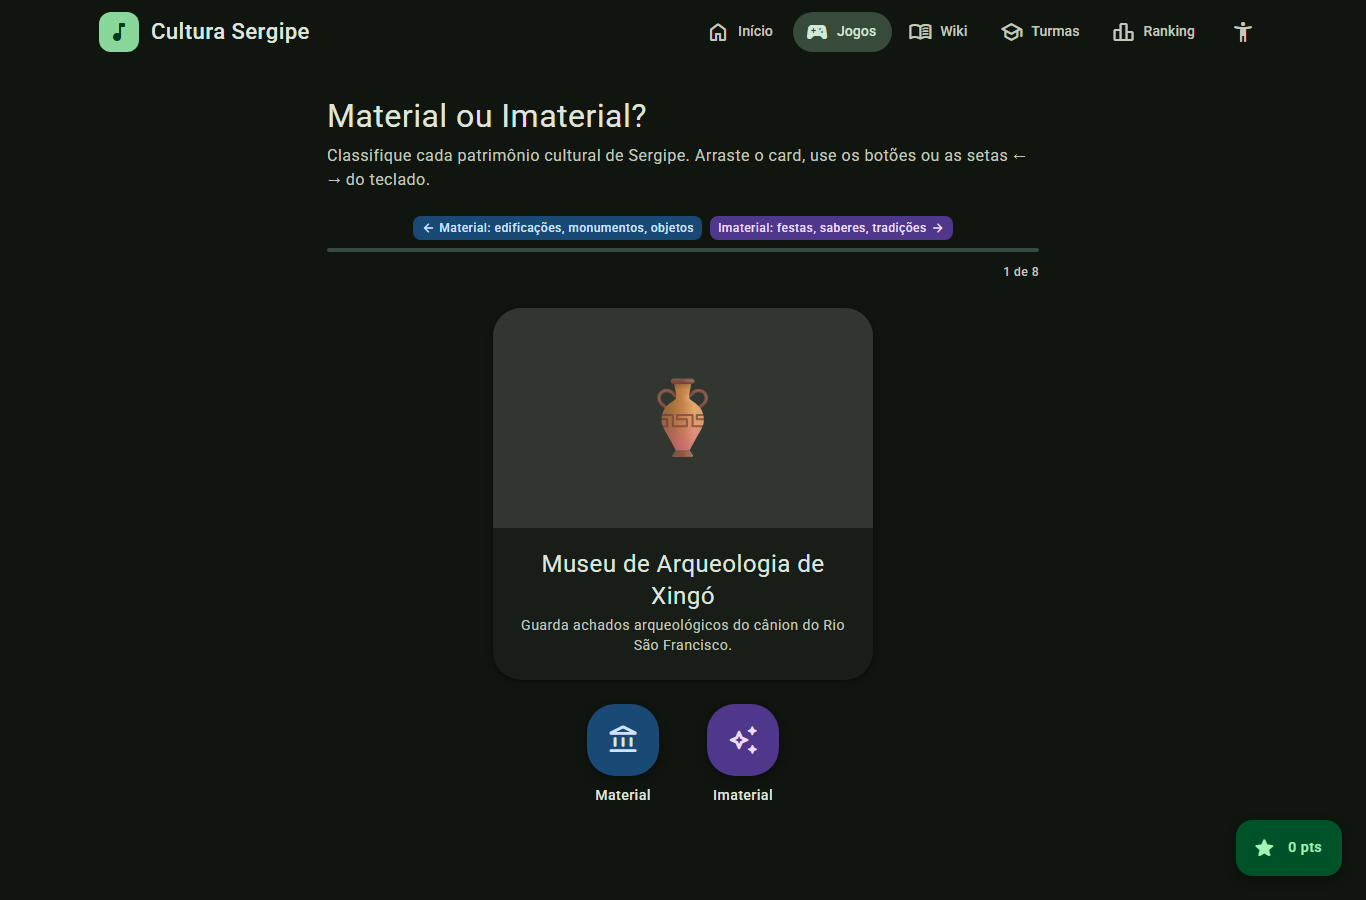 Cultura Sergipe
Início
Jogos
Wiki
Turmas
Ranking
Material ou Imaterial?
Classifique cada patrimônio cultural de Sergipe. Arraste o card, use os botões ou as setas ←
→ do teclado.
← Material: edificações, monumentos, objetos
Imaterial: festas, saberes, tradições →
1 de 8
Museu de Arqueologia de
Xingó
Guarda achados arqueológicos do cânion do Rio
São Francisco.
Material
Imaterial
0 pts